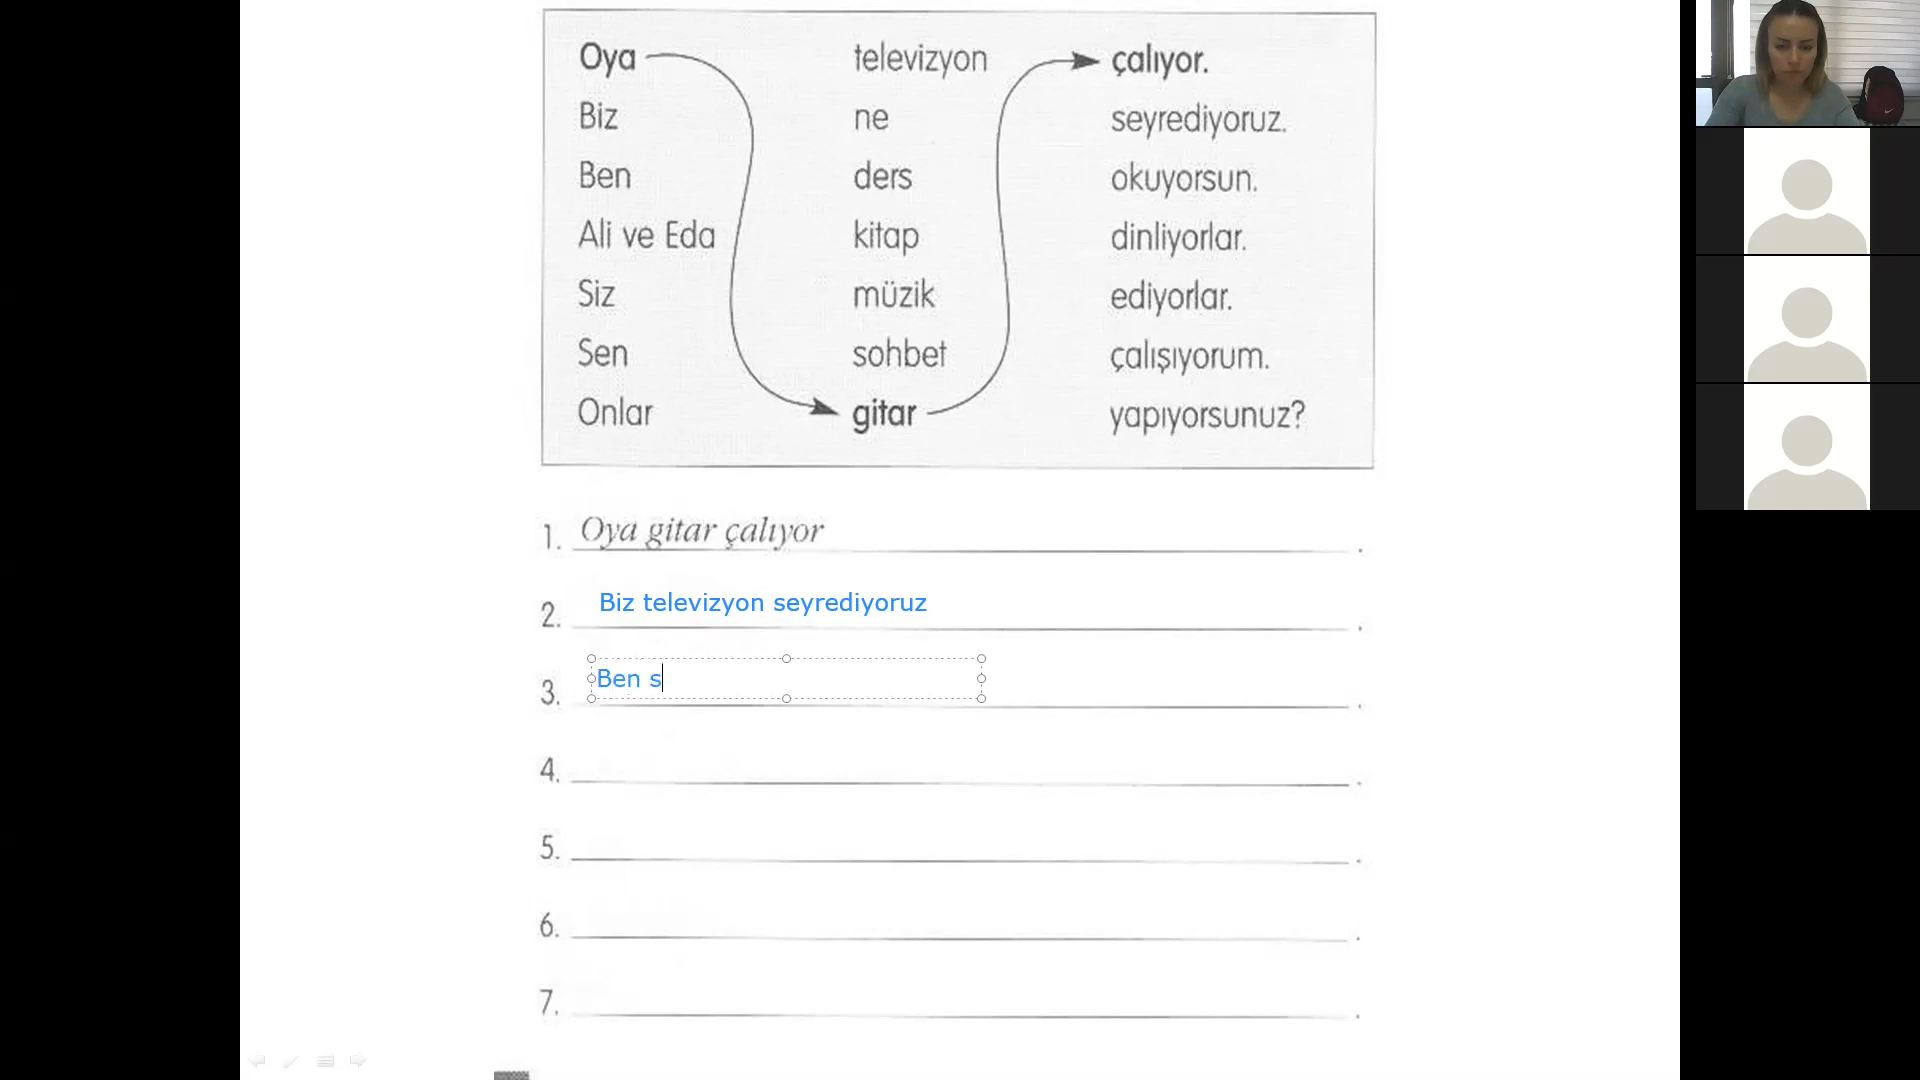 Oya televizyon çalıyor.
Biz ne seyrediyoruz.
Ben ders okuyorsun.
Ali ve Eda kitap dinliyorlar.
Siz müzik ediyorlar.
Sen sohbet çalışıyorum.
Onlar gitar yapıyorsunuz?
1. Oya gitar çalıyor .
2. Biz televizyon seyrediyoruz .
3. Ben s .
4. .
5. .
6. .
7. .